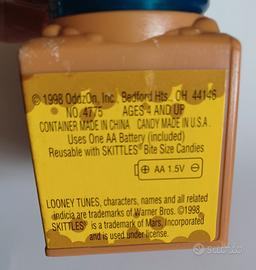 © 1998 OddzOn, Inc., Bedford Hts., OH 44146
NO. 4775 AGES 4 AND UP
CONTAINER MADE IN CHINA CANDY MADE IN U.S.A.
Uses One AA Battery (included)
Reusable with SKITTLES® Bite Size Candies
+ AA 1.5V −
LOONEY TUNES, characters, names and all related
indicia are trademarks of Warner Bros. ©1998
SKITTLES® is a trademark of Mars, Incorporated
and is used under license.
subito